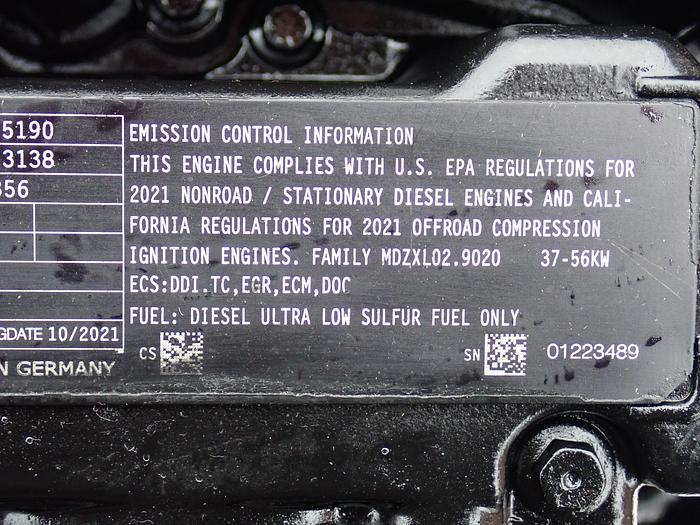 5190
3138
356
GDATE 10/2021
N GERMANY
EMISSION CONTROL INFORMATION
THIS ENGINE COMPLIES WITH U.S. EPA REGULATIONS FOR
2021 NONROAD / STATIONARY DIESEL ENGINES AND CALI-
FORNIA REGULATIONS FOR 2021 OFFROAD COMPRESSION
IGNITION ENGINES. FAMILY MDZXL02.9020 37-56KW
ECS:DDI.TC,EGR,ECM,DOC
FUEL: DIESEL ULTRA LOW SULFUR FUEL ONLY
CS SN 01223489